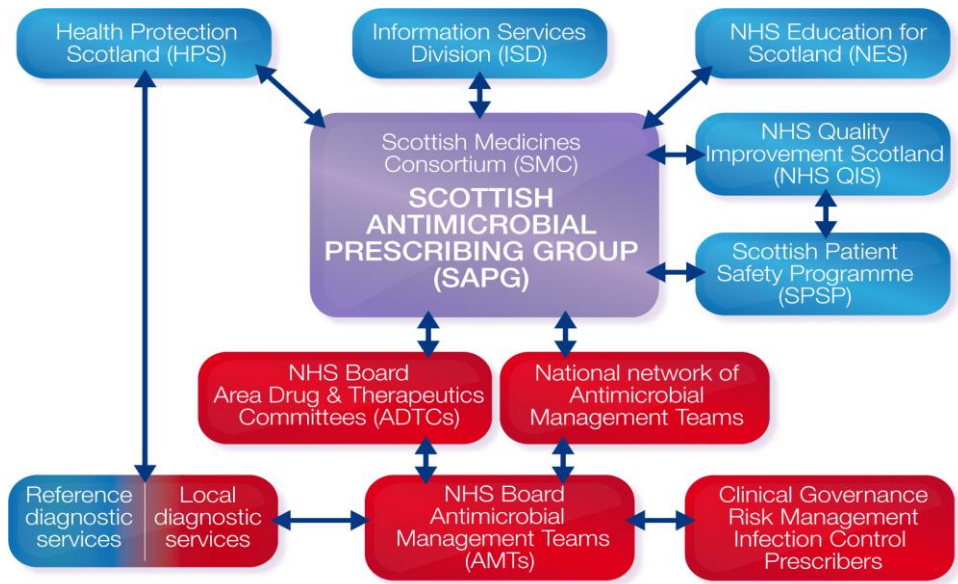 Health Protection
Scotland (HPS)
Information Services
Division (ISD)
NHS Education for
Scotland (NES)
Scottish Medicines
Consortium (SMC)
SCOTTISH
ANTIMICROBIAL
PRESCRIBING GROUP
(SAPG)
NHS Quality
Improvement Scotland
(NHS QIS)
Scottish Patient
Safety Programme
(SPSP)
NHS Board
Area Drug & Therapeutics
Committees (ADTCs)
National network of
Antimicrobial
Management Teams
Reference
diagnostic
services
Local
diagnostic
services
NHS Board
Antimicrobial
Management Teams
(AMTs)
Clinical Governance
Risk Management
Infection Control
Prescribers